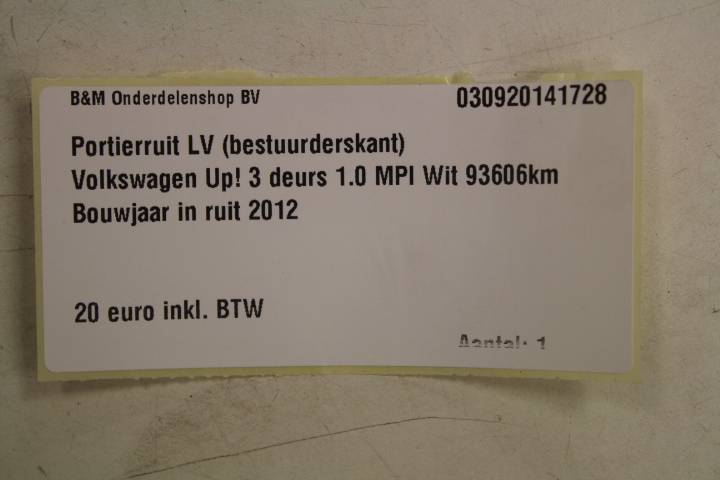 B&M Onderdelenshop BV
030920141728
Portierruit LV (bestuurderskant)
Volkswagen Up! 3 deurs 1.0 MPI Wit 93606km
Bouwjaar in ruit 2012
20 euro inkl. BTW
Aantal: 1